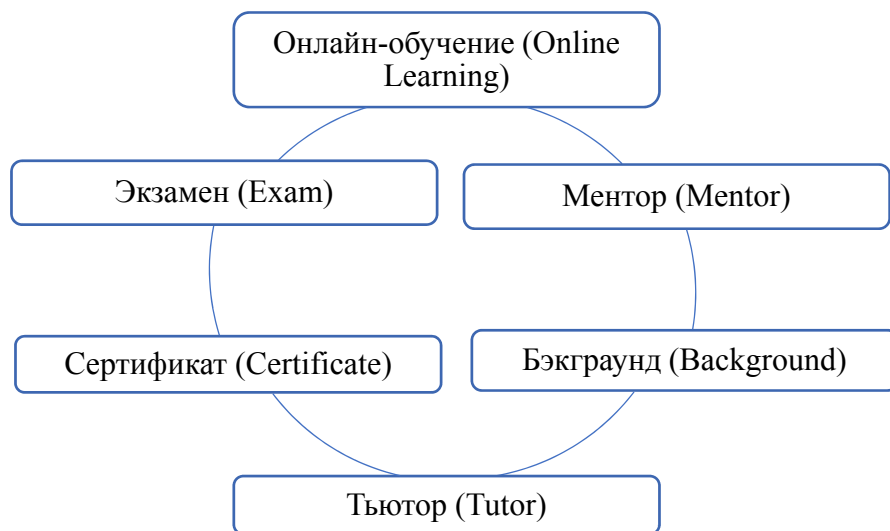 Онлайн-обучение (Online
Learning)
Экзамен (Exam)
Ментор (Mentor)
Сертификат (Certificate)
Бэкграунд (Background)
Тьютор (Tutor)